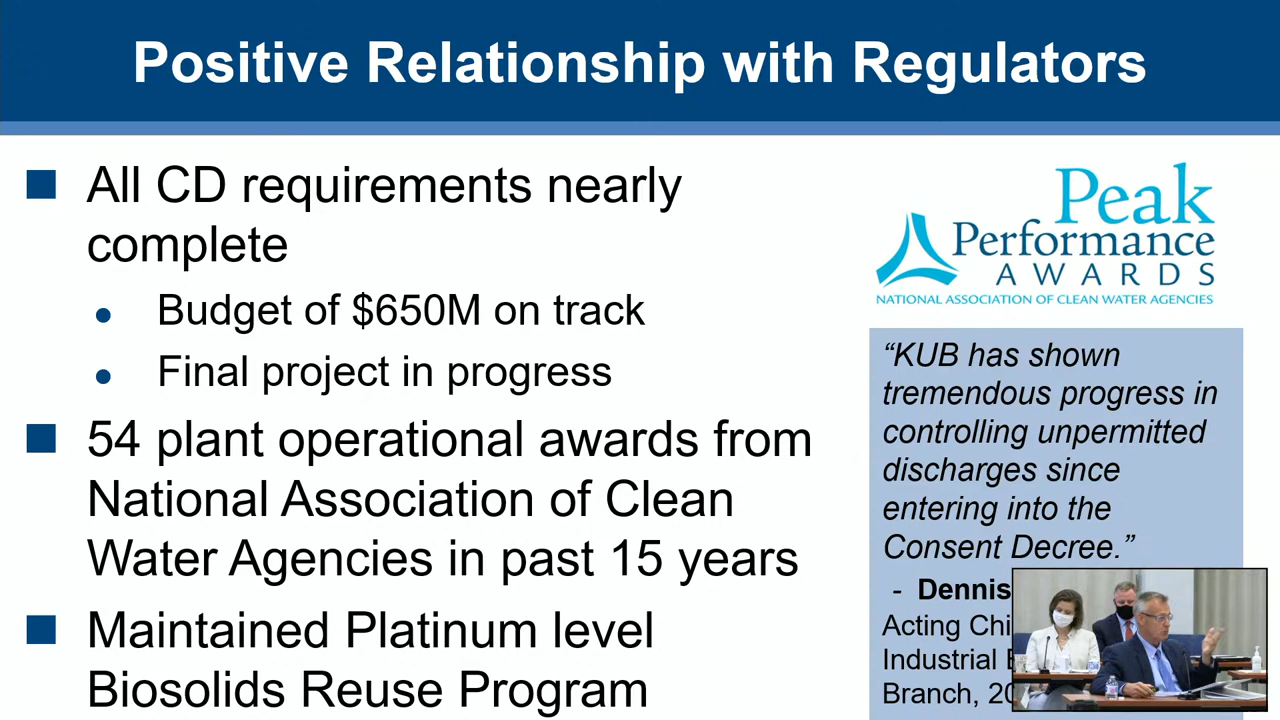 Positive Relationship with Regulators
All CD requirements nearly
complete
Budget of $650M on track
Final project in progress
54 plant operational awards from
National Association of Clean
Water Agencies in past 15 years
Maintained Platinum level
Biosolids Reuse Program
Peak
Performance
AWARDS
NATIONAL ASSOCIATION OF CLEAN WATER AGENCIES
“KUB has shown
tremendous progress in
controlling unpermitted
discharges since
entering into the
Consent Decree.”
- Dennis
Acting
Industrial
Branch,